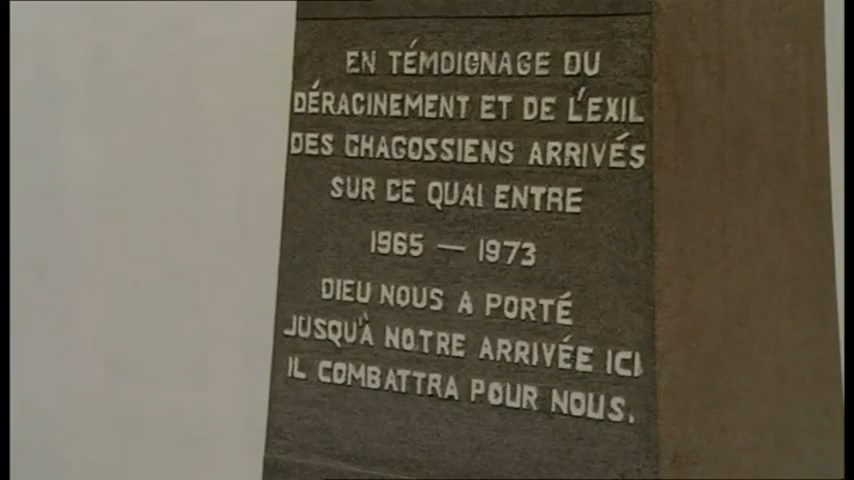 EN TÉMOIGNAGE DU
DÉRACINEMENT ET DE L'EXIL
DES CHAGOSSIENS ARRIVÉS
SUR CE QUAI ENTRE
1965 — 1973
DIEU NOUS A PORTÉ
JUSQU'À NOTRE ARRIVÉE ICI
IL COMBATTRA POUR NOUS.